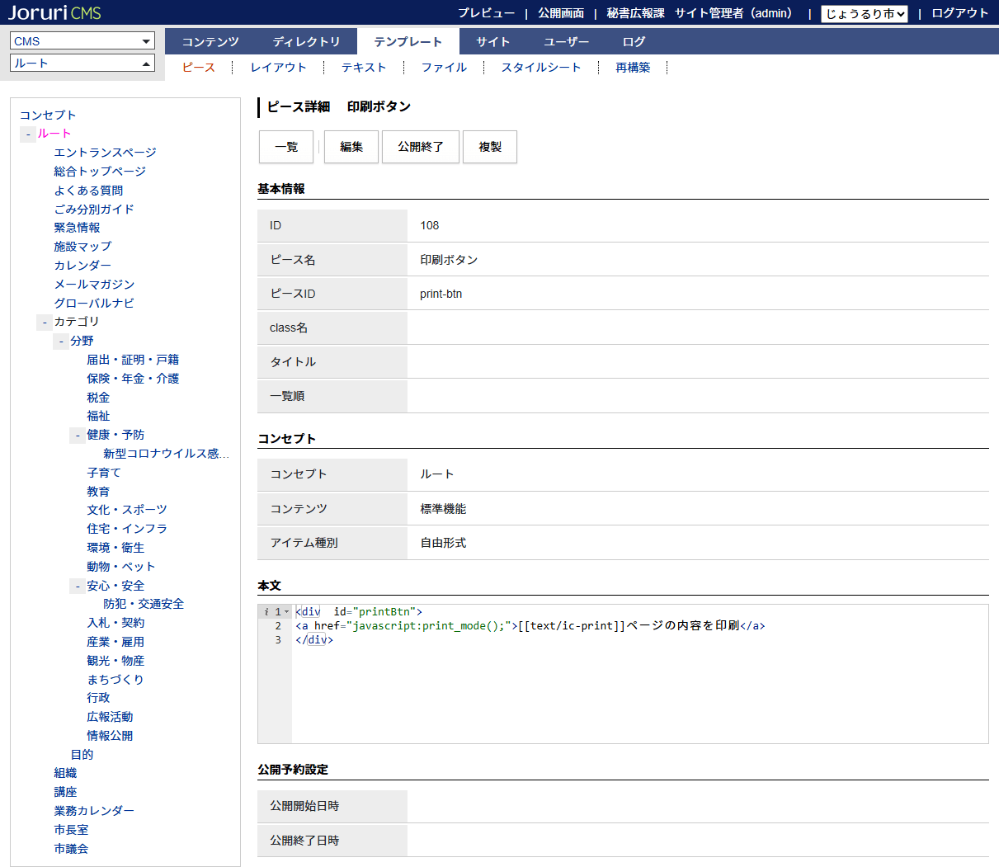 Joruri CMS
プレビュー | 公開画面 | 秘書広報課 サイト管理者（admin） | じょうるり市 | ログアウト
CMS
ルート
コンテンツ ディレクトリ テンプレート サイト ユーザー ログ
ピース レイアウト テキスト ファイル スタイルシート 再構築
コンセプト
- ルート
エントランスページ
総合トップページ
よくある質問
ごみ分別ガイド
緊急情報
施設マップ
カレンダー
メールマガジン
グローバルナビ
- カテゴリ
- 分野
届出・証明・戸籍
保険・年金・介護
税金
福祉
- 健康・予防
新型コロナウイルス感…
子育て
教育
文化・スポーツ
住宅・インフラ
環境・衛生
動物・ペット
- 安心・安全
防犯・交通安全
入札・契約
産業・雇用
観光・物産
まちづくり
行政
広報活動
情報公開
目的
組織
講座
業務カレンダー
市長室
市議会
ピース詳細 印刷ボタン
一覧 編集 公開終了 複製
基本情報
ID 108
ピース名 印刷ボタン
ピースID print-btn
class名
タイトル
一覧順
コンセプト
コンセプト ルート
コンテンツ 標準機能
アイテム種別 自由形式
本文
i 1 <div  id="printBtn">
2 <a href="javascript:print_mode();">[[text/ic-print]]ページの内容を印刷</a>
3 </div>
公開予約設定
公開開始日時
公開終了日時